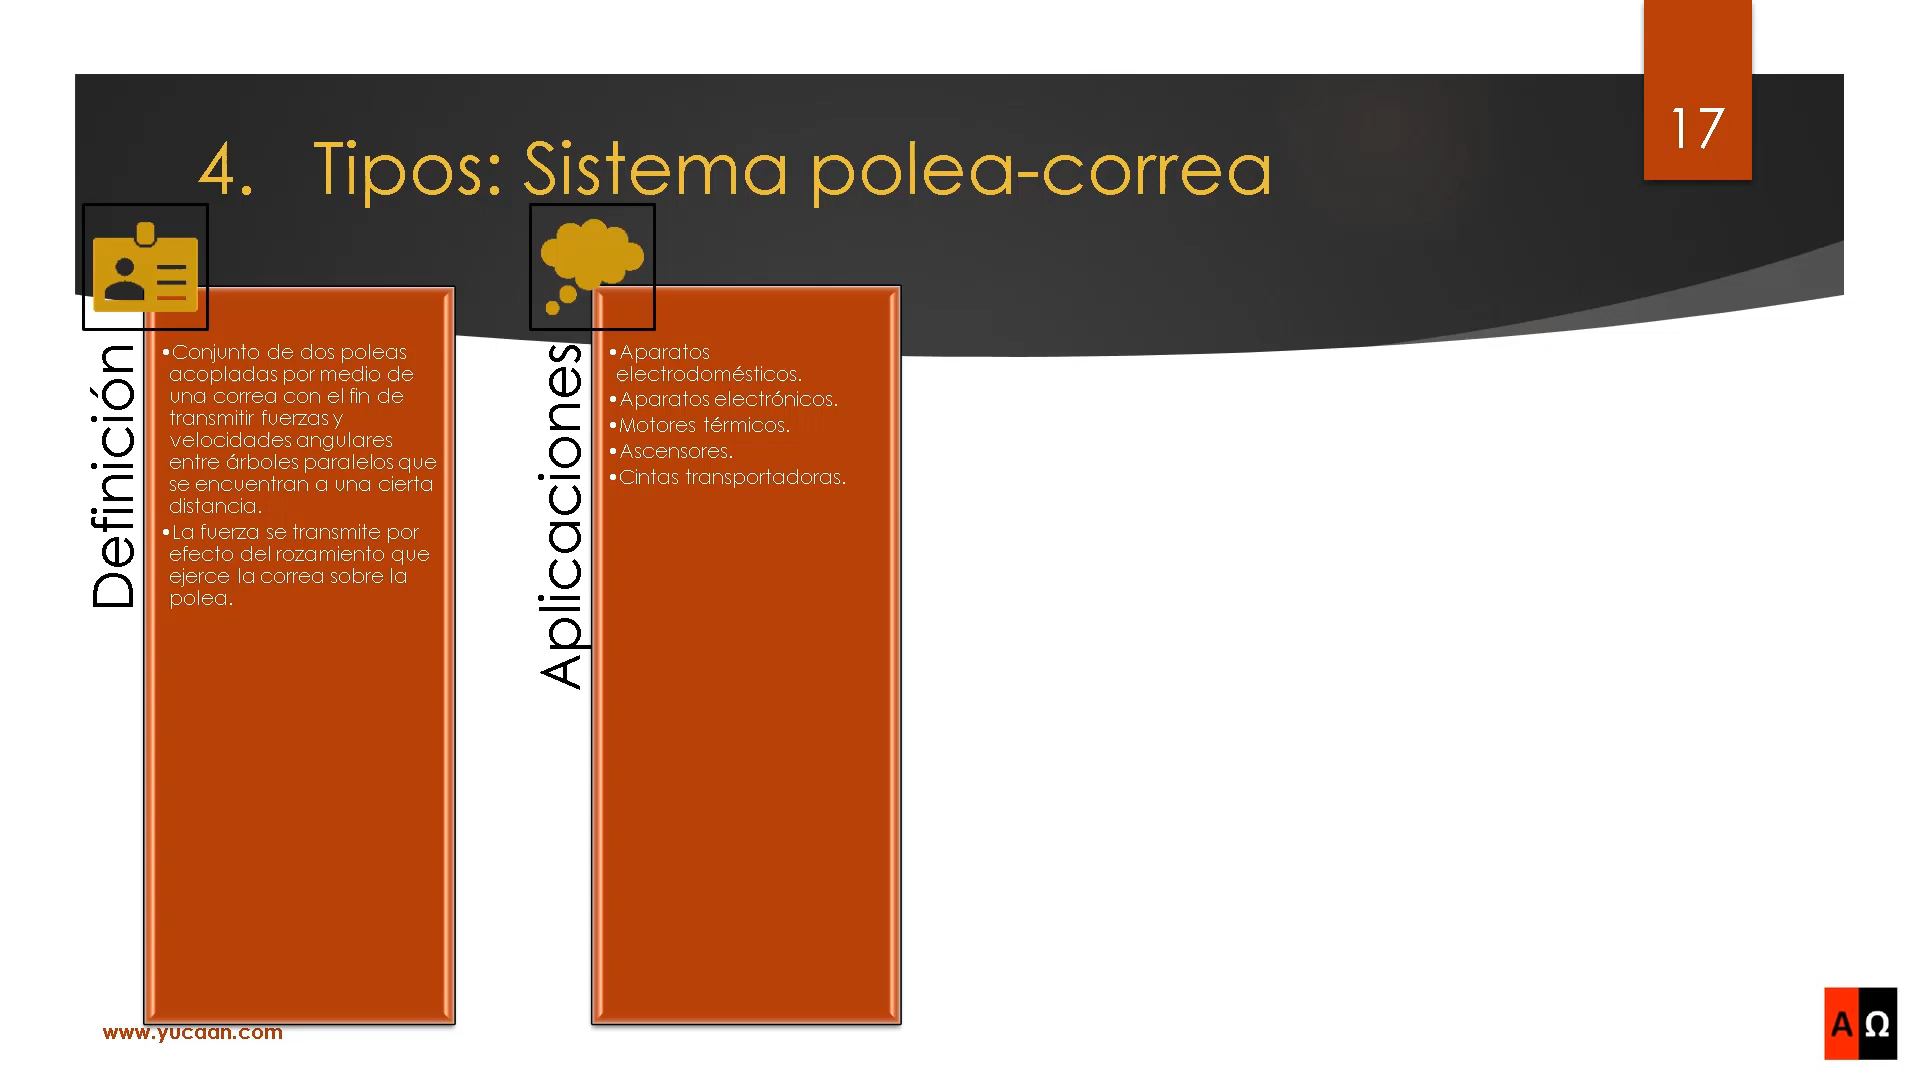 17
4. Tipos: Sistema polea-correa
Definición
•Conjunto de dos poleas
acopladas por medio de
una correa con el fin de
transmitir fuerzas y
velocidades angulares
entre árboles paralelos que
se encuentran a una cierta
distancia.
•La fuerza se transmite por
efecto del rozamiento que
ejerce la correa sobre la
polea.
Aplicaciones
•Aparatos
electrodomésticos.
•Aparatos electrónicos.
•Motores térmicos.
•Ascensores.
•Cintas transportadoras.
www.yucaan.com
A Ω